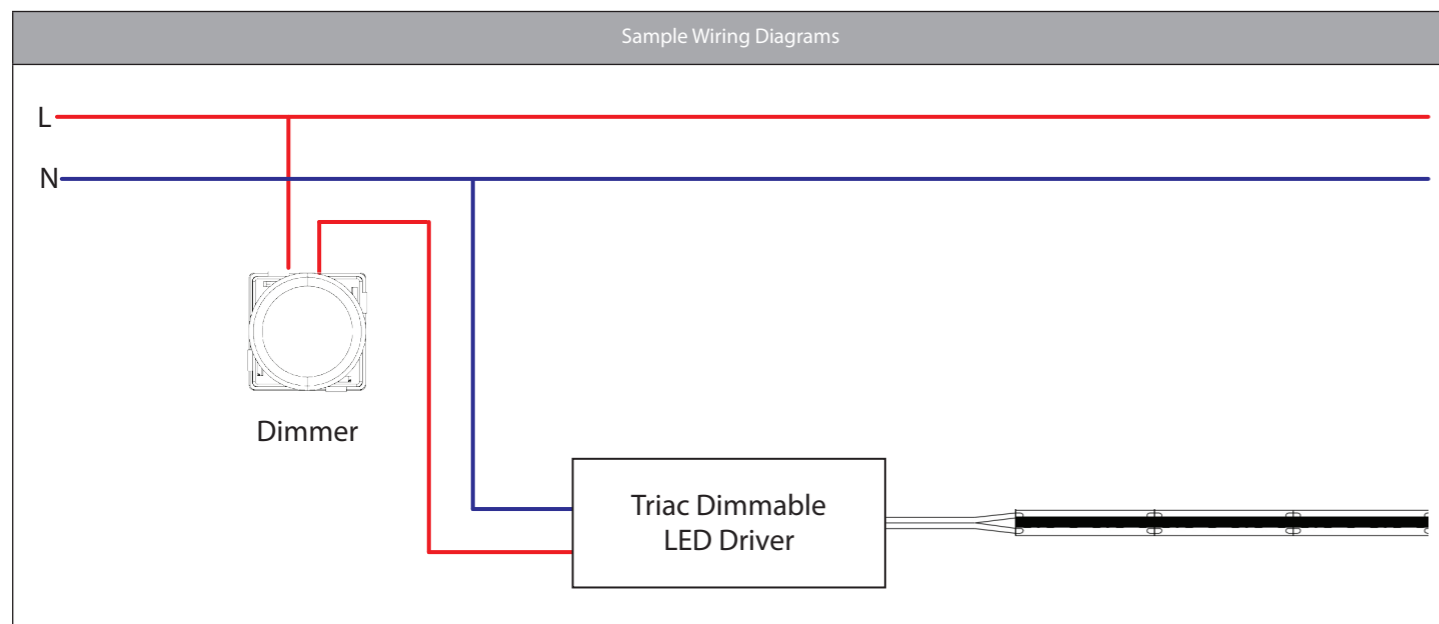 Sample Wiring Diagrams
L
N
Dimmer
Triac Dimmable
LED Driver